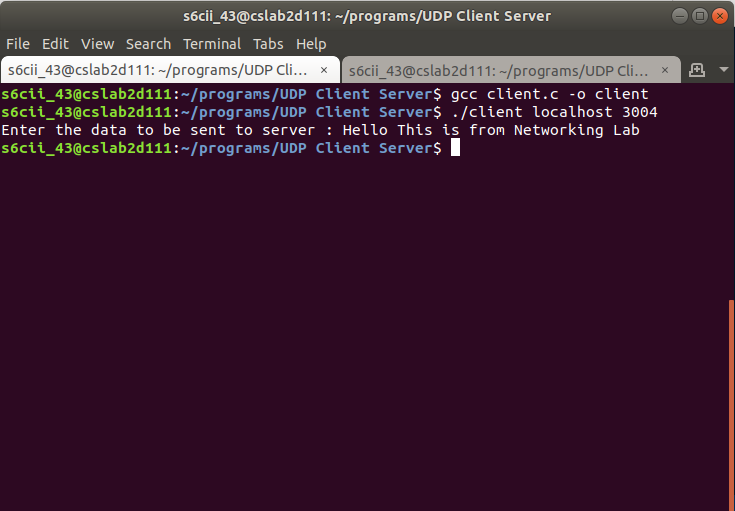 s6cii_43@cslab2d111: ~/programs/UDP Client Server
File Edit View Search Terminal Tabs Help
s6cii_43@cslab2d111: ~/programs/UDP Cli... × s6cii_43@cslab2d111: ~/programs/UDP Cli... ×
s6cii_43@cslab2d111:~/programs/UDP Client Server$ gcc client.c -o client
s6cii_43@cslab2d111:~/programs/UDP Client Server$ ./client localhost 3004
Enter the data to be sent to server : Hello This is from Networking Lab
s6cii_43@cslab2d111:~/programs/UDP Client Server$